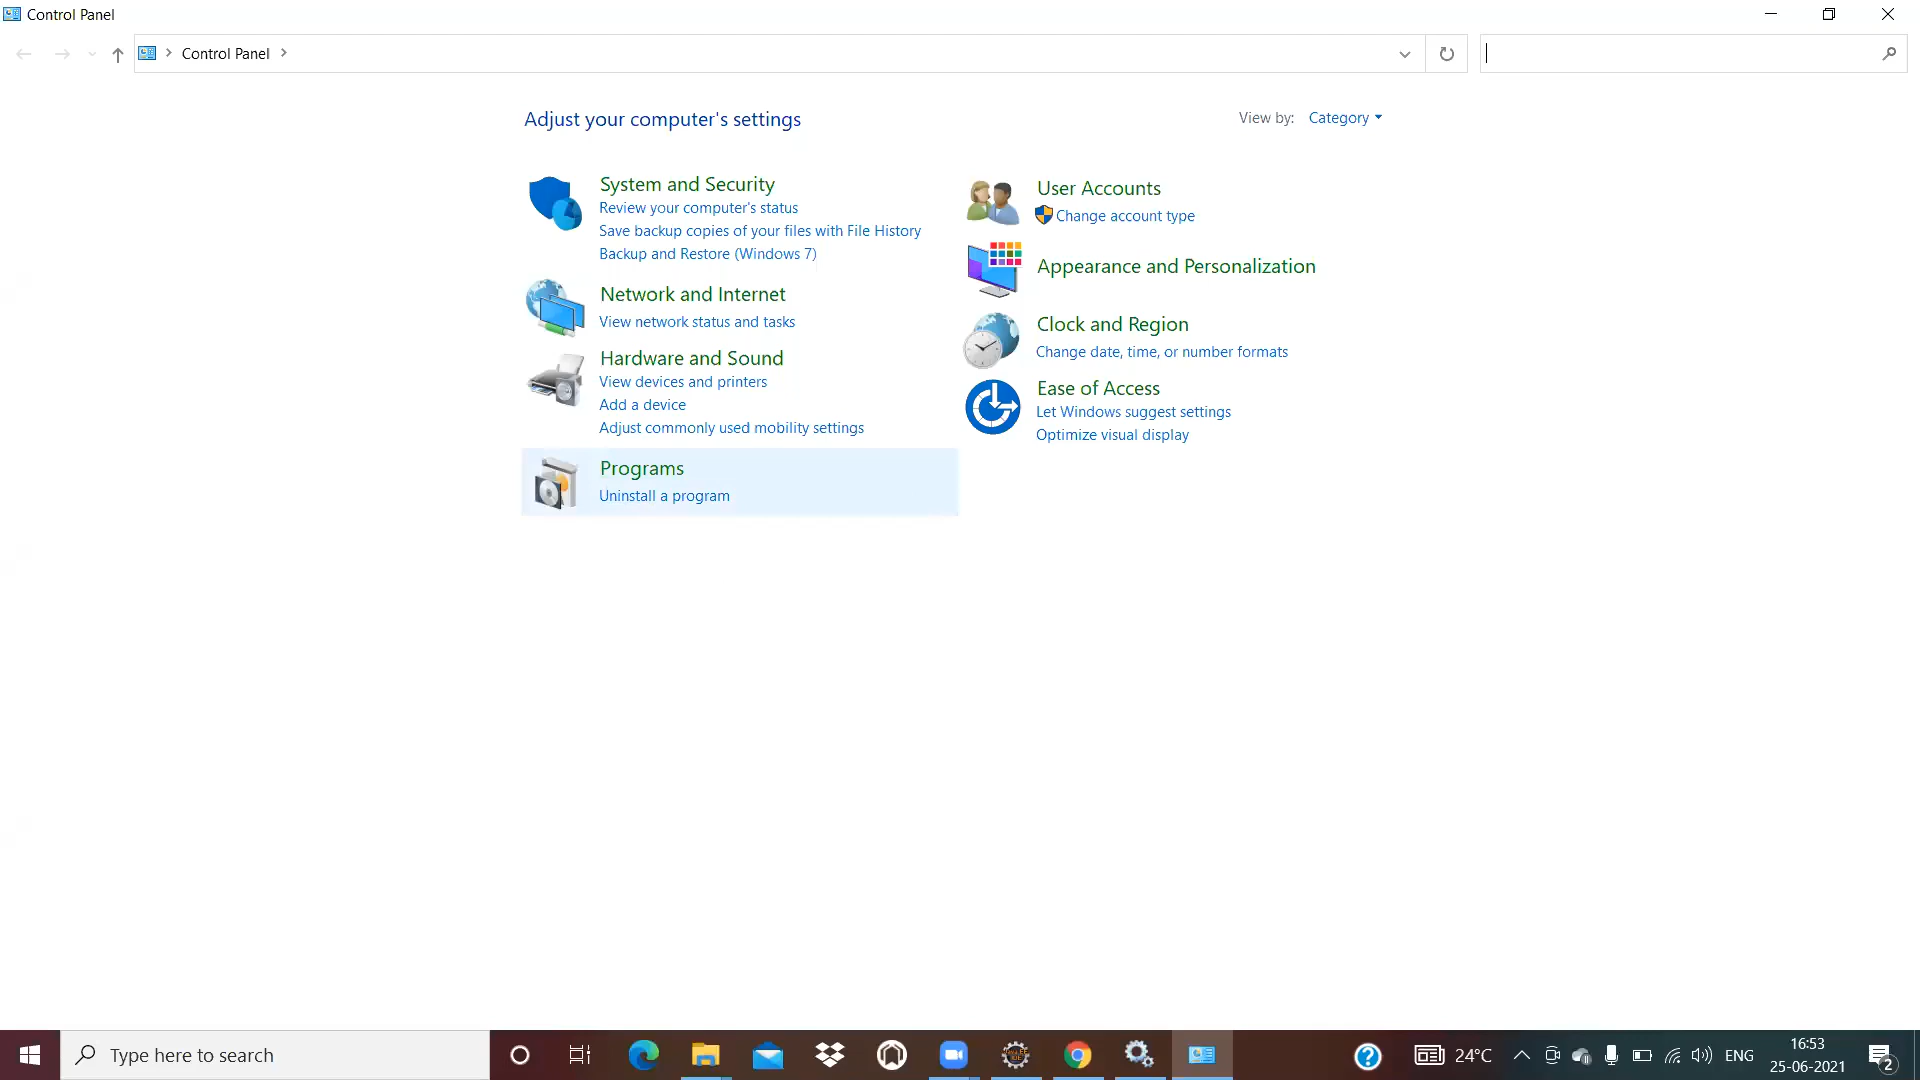 Control Panel
Control Panel
Adjust your computer's settings
View by: Category
System and Security
Review your computer's status
Save backup copies of your files with File History
Backup and Restore (Windows 7)
Network and Internet
View network status and tasks
Hardware and Sound
View devices and printers
Add a device
Adjust commonly used mobility settings
Programs
Uninstall a program
User Accounts
Change account type
Appearance and Personalization
Clock and Region
Change date, time, or number formats
Ease of Access
Let Windows suggest settings
Optimize visual display
Type here to search
24°C
ENG
16:53
25-06-2021
2